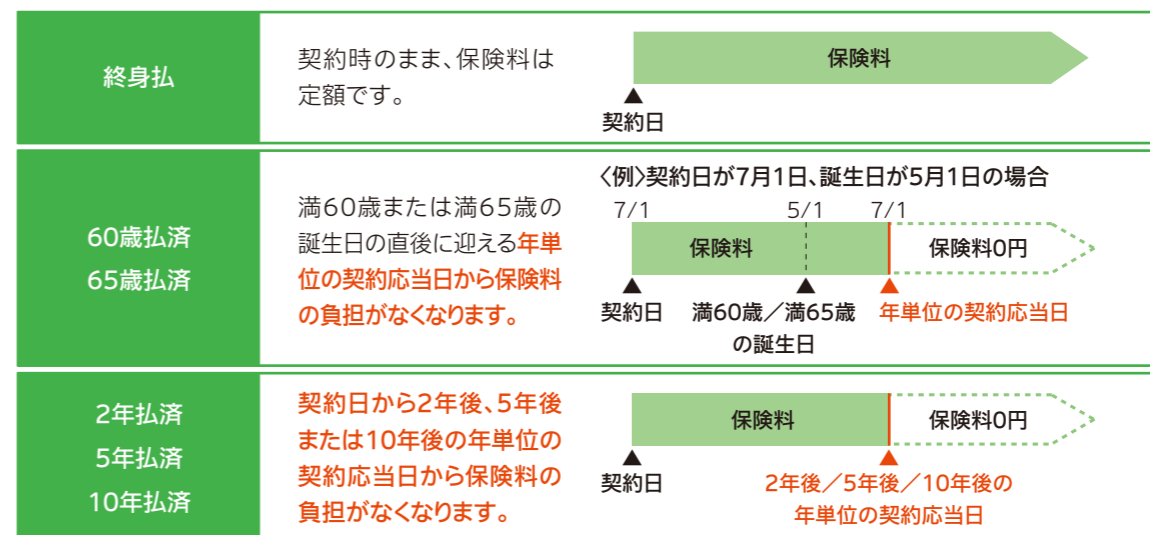 終身払
契約時のまま、保険料は
定額です。
保険料
契約日
60歳払済
65歳払済
満60歳または満65歳の
誕生日の直後に迎える年単
位の契約応当日から保険料
の負担がなくなります。
〈例〉契約日が7月1日、誕生日が5月1日の場合
7/1 5/1 7/1
保険料 保険料0円
契約日 満60歳／満65歳 年単位の契約応当日
の誕生日
2年払済
5年払済
10年払済
契約日から2年後、5年後
または10年後の年単位の
契約応当日から保険料の
負担がなくなります。
保険料 保険料0円
契約日 2年後／5年後／10年後の
年単位の契約応当日